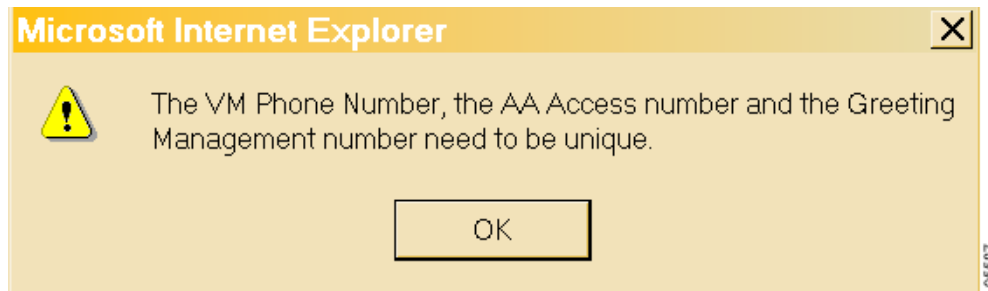 Microsoft Internet Explorer
The VM Phone Number, the AA Access number and the Greeting
Management number need to be unique.
OK